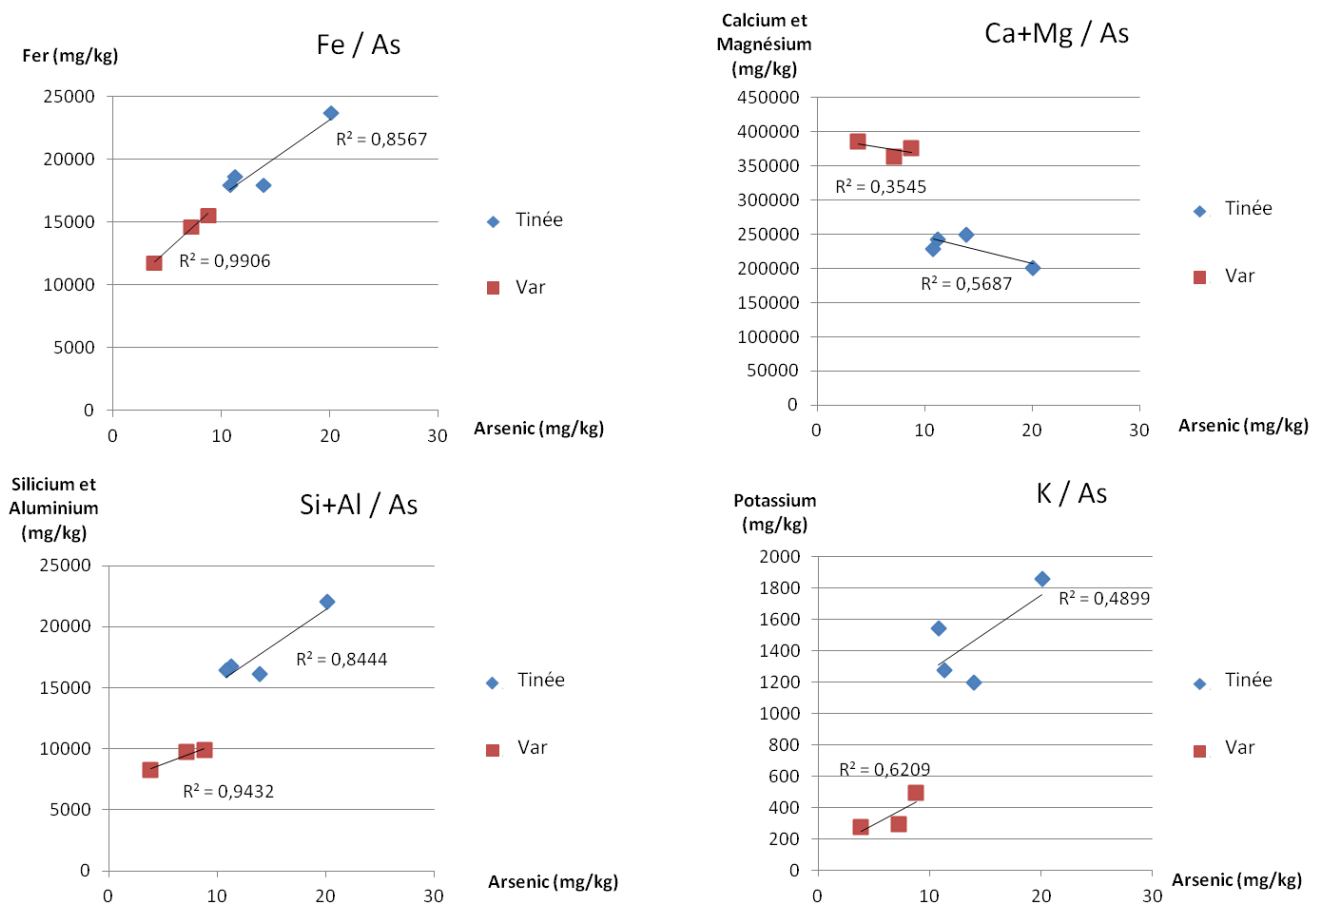 Fe / As
Fer (mg/kg)
25000
20000
15000
10000
5000
0
0
10
20
30
R² = 0,8567
R² = 0,9906
Tinée
Var
Arsenic (mg/kg)
Calcium et
Magnésium
(mg/kg)
Ca+Mg / As
450000
400000
350000
300000
250000
200000
150000
100000
50000
0
0
10
20
30
R² = 0,3545
R² = 0,5687
Tinée
Var
Arsenic (mg/kg)
Silicium et
Aluminium
(mg/kg)
Si+Al / As
25000
20000
15000
10000
5000
0
0
10
20
30
R² = 0,8444
R² = 0,9432
Tinée
Var
Arsenic (mg/kg)
Potassium
(mg/kg)
K / As
2000
1800
1600
1400
1200
1000
800
600
400
200
0
0
10
20
30
R² = 0,4899
R² = 0,6209
Tinée
Var
Arsenic (mg/kg)